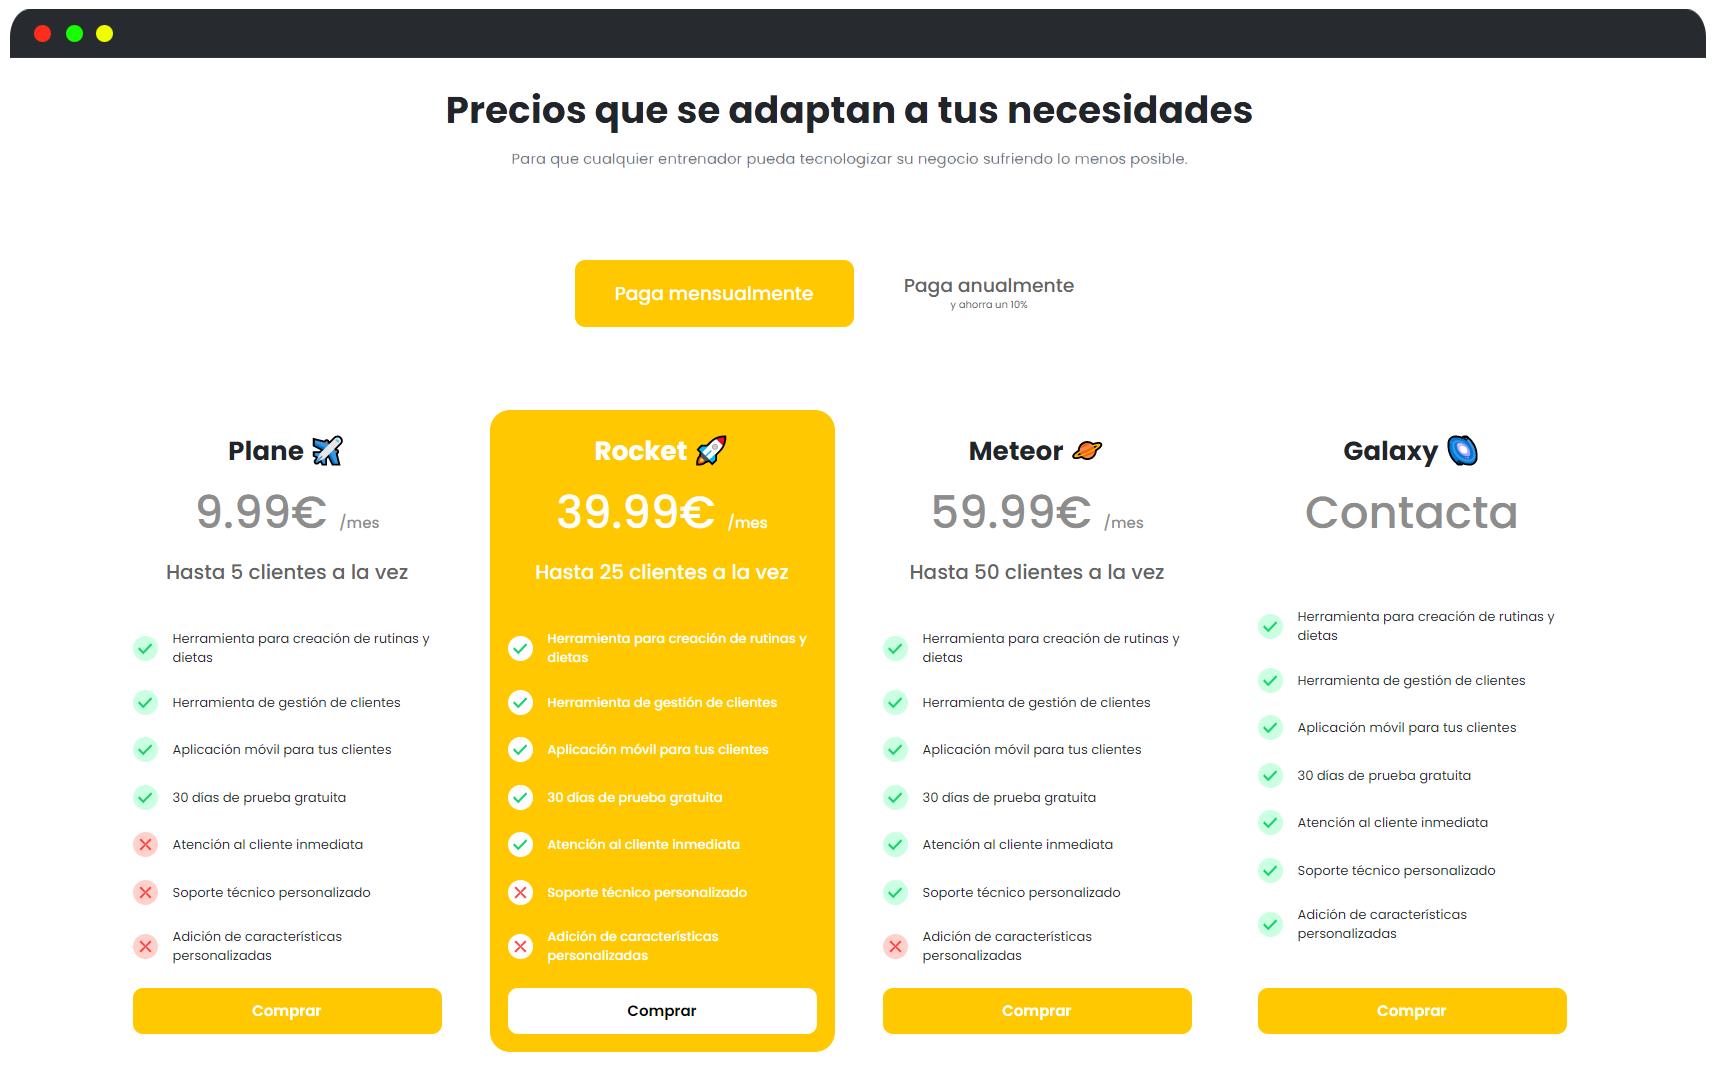 Precios que se adaptan a tus necesidades
Para que cualquier entrenador pueda tecnologizar su negocio sufriendo lo menos posible.
Paga mensualmente
Paga anualmente
y ahorra un 10%
Plane
9.99€ /mes
Hasta 5 clientes a la vez
Herramienta para creación de rutinas y
dietas
Herramienta de gestión de clientes
Aplicación móvil para tus clientes
30 días de prueba gratuita
Atención al cliente inmediata
Soporte técnico personalizado
Adición de características
personalizadas
Comprar
Rocket
39.99€ /mes
Hasta 25 clientes a la vez
Herramienta para creación de rutinas y
dietas
Herramienta de gestión de clientes
Aplicación móvil para tus clientes
30 días de prueba gratuita
Atención al cliente inmediata
Soporte técnico personalizado
Adición de características
personalizadas
Comprar
Meteor
59.99€ /mes
Hasta 50 clientes a la vez
Herramienta para creación de rutinas y
dietas
Herramienta de gestión de clientes
Aplicación móvil para tus clientes
30 días de prueba gratuita
Atención al cliente inmediata
Soporte técnico personalizado
Adición de características
personalizadas
Comprar
Galaxy
Contacta
Herramienta para creación de rutinas y
dietas
Herramienta de gestión de clientes
Aplicación móvil para tus clientes
30 días de prueba gratuita
Atención al cliente inmediata
Soporte técnico personalizado
Adición de características
personalizadas
Comprar